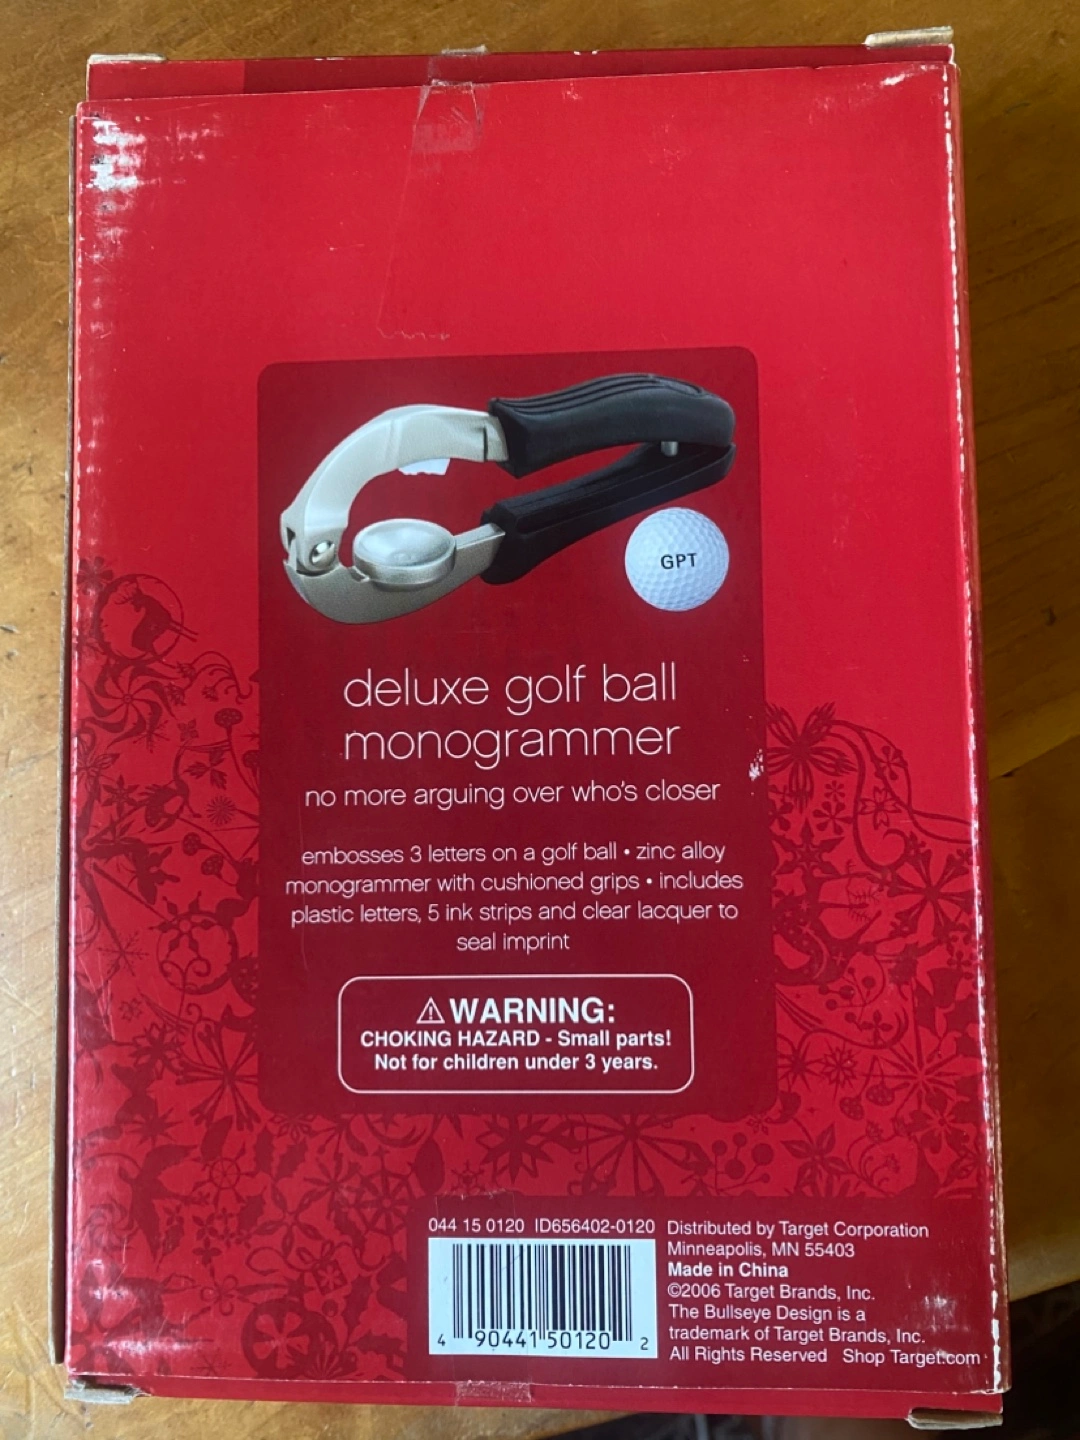 GPT
deluxe golf ball
monogrammer
no more arguing over who's closer
embosses 3 letters on a golf ball • zinc alloy
monogrammer with cushioned grips • includes
plastic letters, 5 ink strips and clear lacquer to
seal imprint
⚠ WARNING:
CHOKING HAZARD - Small parts!
Not for children under 3 years.
044 15 0120 ID656402-0120
4 90441 50120 2
Distributed by Target Corporation
Minneapolis, MN 55403
Made in China
©2006 Target Brands, Inc.
The Bullseye Design is a
trademark of Target Brands, Inc.
All Rights Reserved Shop Target.com